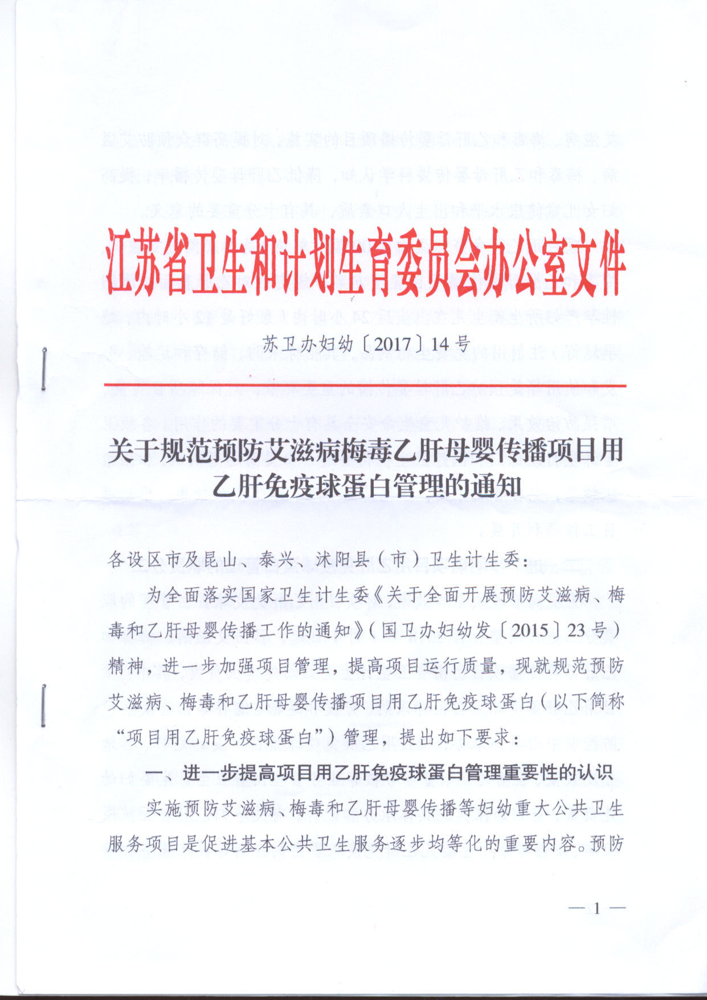 江苏省卫生和计划生育委员会办公室文件
苏卫办妇幼〔2017〕14号
关于规范预防艾滋病梅毒乙肝母婴传播项目用
乙肝免疫球蛋白管理的通知
各设区市及昆山、泰兴、沭阳县（市）卫生计生委：
为全面落实国家卫生计生委《关于全面开展预防艾滋病、梅
毒和乙肝母婴传播工作的通知》（国卫办妇幼发〔2015〕23号）
精神，进一步加强项目管理，提高项目运行质量，现就规范预防
艾滋病、梅毒和乙肝母婴传播项目用乙肝免疫球蛋白（以下简称
“项目用乙肝免疫球蛋白”）管理，提出如下要求：
一、进一步提高项目用乙肝免疫球蛋白管理重要性的认识
实施预防艾滋病、梅毒和乙肝母婴传播等妇幼重大公共卫生
服务项目是促进基本公共卫生服务逐步均等化的重要内容。预防
— 1 —